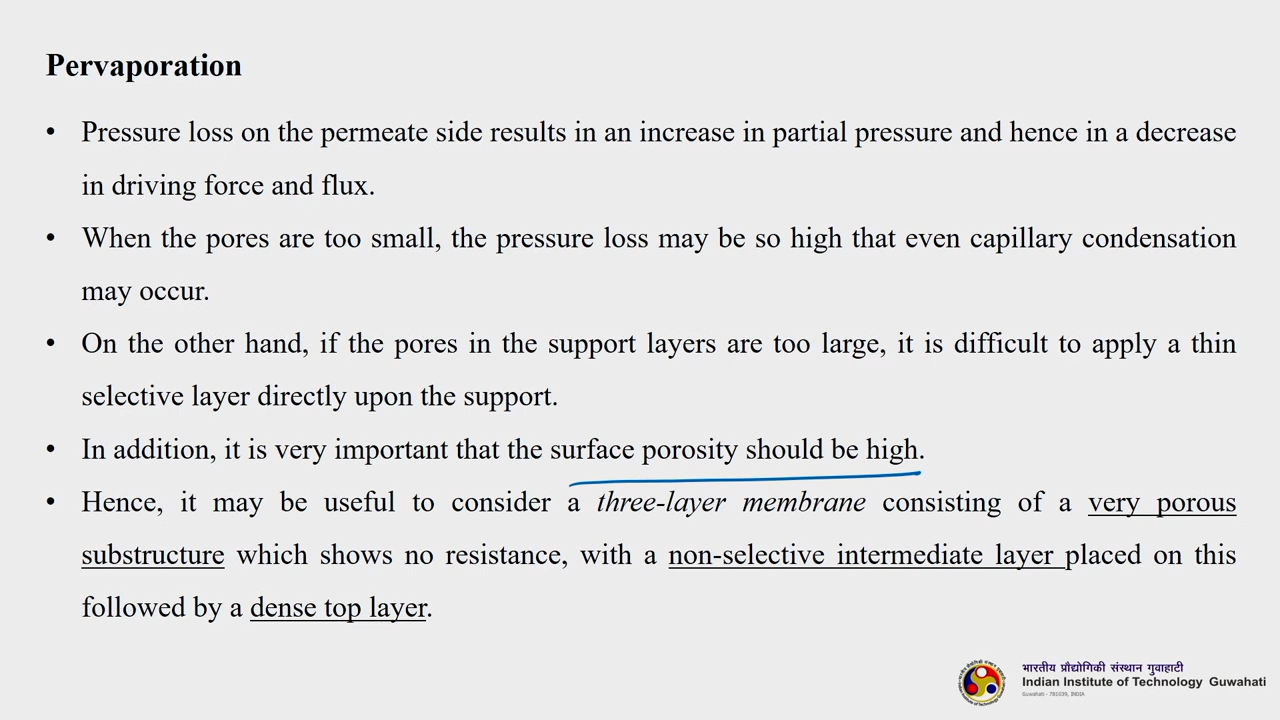 Pervaporation
• Pressure loss on the permeate side results in an increase in partial pressure and hence in a decrease
in driving force and flux.
• When the pores are too small, the pressure loss may be so high that even capillary condensation
may occur.
• On the other hand, if the pores in the support layers are too large, it is difficult to apply a thin
selective layer directly upon the support.
• In addition, it is very important that the surface porosity should be high.
• Hence, it may be useful to consider a three-layer membrane consisting of a very porous
substructure which shows no resistance, with a non-selective intermediate layer placed on this
followed by a dense top layer.
भारतीय प्रौद्योगिकी संस्थान गुवाहाटी
Indian Institute of Technology Guwahati
Guwahati - 781039, INDIA